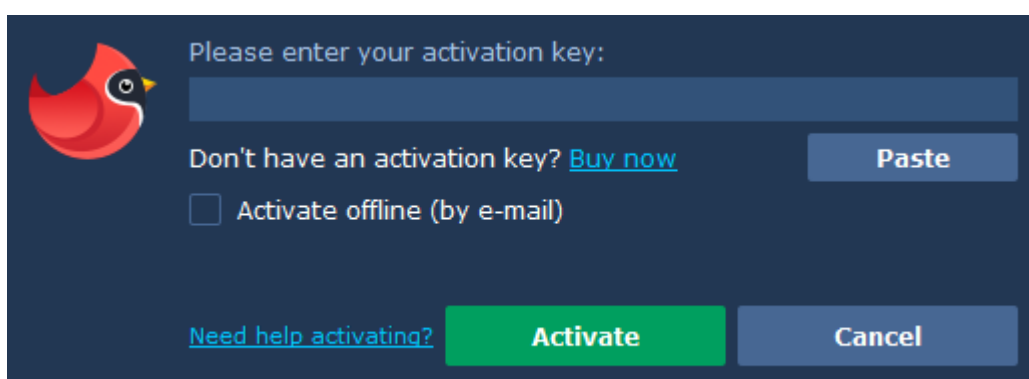 Please enter your activation key:
Don't have an activation key? Buy now
Paste
Activate offline (by e-mail)
Need help activating?
Activate
Cancel